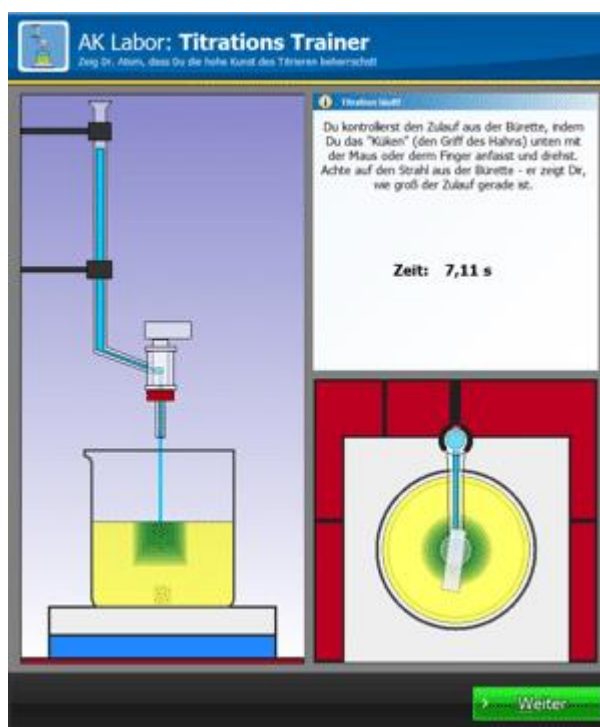 AK Labor: Titrations Trainer
Zeig Dr. Atom, dass Du die hohe Kunst des Titrieren beherrschst!
Titration läuft!
Du kontrollierst den Zulauf aus der Bürette, indem
Du das "Küken" (den Griff des Hahns) unten mit
der Maus oder derm Finger anfasst und drehst.
Achte auf den Strahl aus der Bürette - er zeigt Dir,
wie groß der Zulauf gerade ist.
Zeit: 7,11 s
Weiter